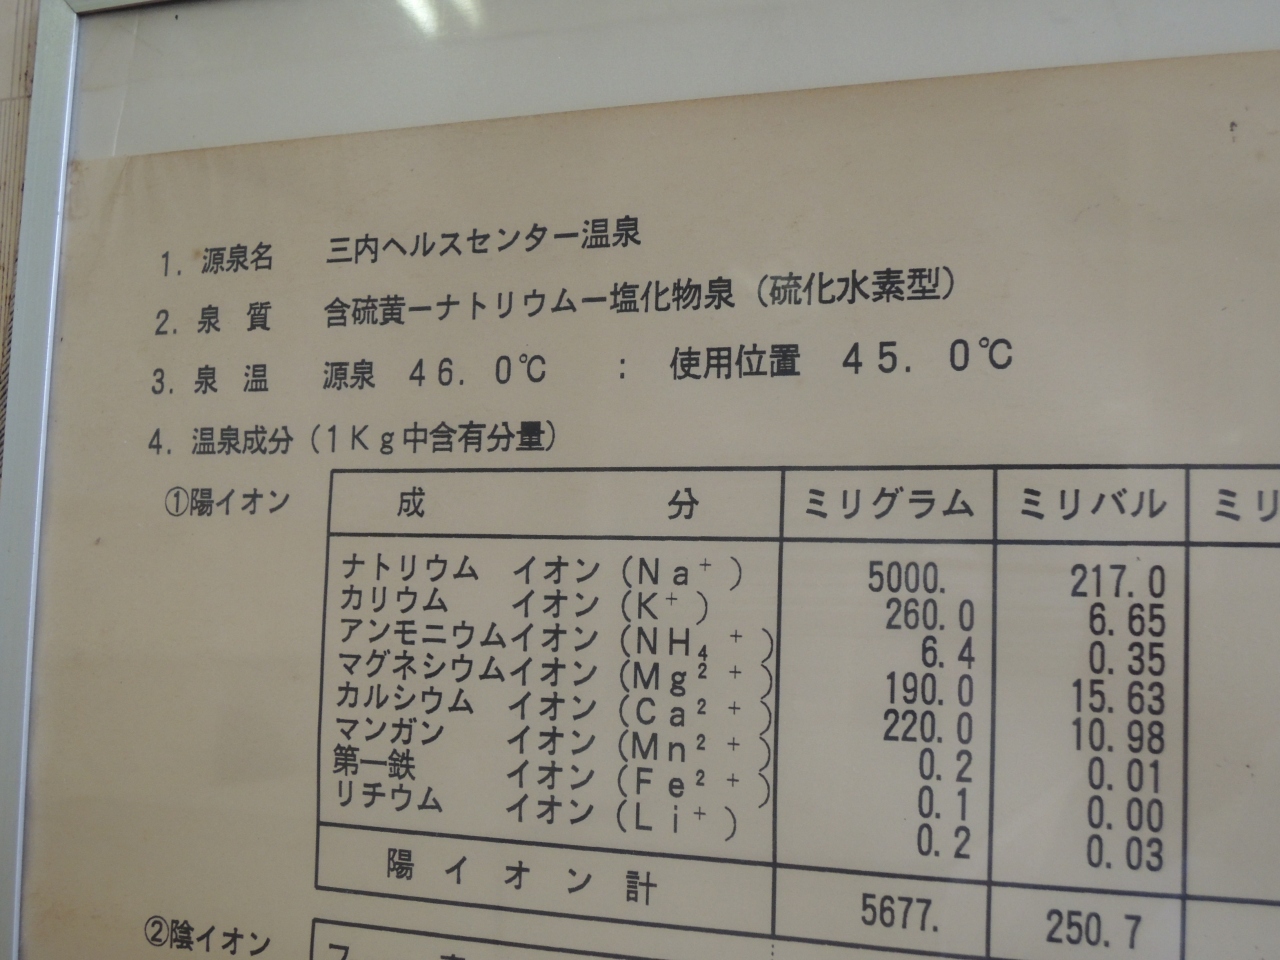 1. 源泉名 三内ヘルスセンター温泉
2. 泉 質 含硫黄ーナトリウムー塩化物泉（硫化水素型）
3. 泉 温 源泉 46. 0℃ : 使用位置 45. 0℃
4. 温泉成分（1Kg中含有分量）
①陽イオン 成 分 ミリグラム ミリバル ミリ
ナトリウム イオン（Na⁺） 5000. 217. 0
カリウム イオン（K⁺） 260. 0 6. 65
アンモニウムイオン（NH₄⁺） 6. 4 0. 35
マグネシウムイオン（Mg²⁺） 190. 0 15. 63
カルシウム イオン（Ca²⁺） 220. 0 10. 98
マンガン イオン（Mn²⁺） 0. 2 0. 01
第一鉄 イオン（Fe²⁺） 0. 1 0. 00
リチウム イオン（Li⁺） 0. 2 0. 03
陽イオン計 5677. 250. 7
②陰イオン